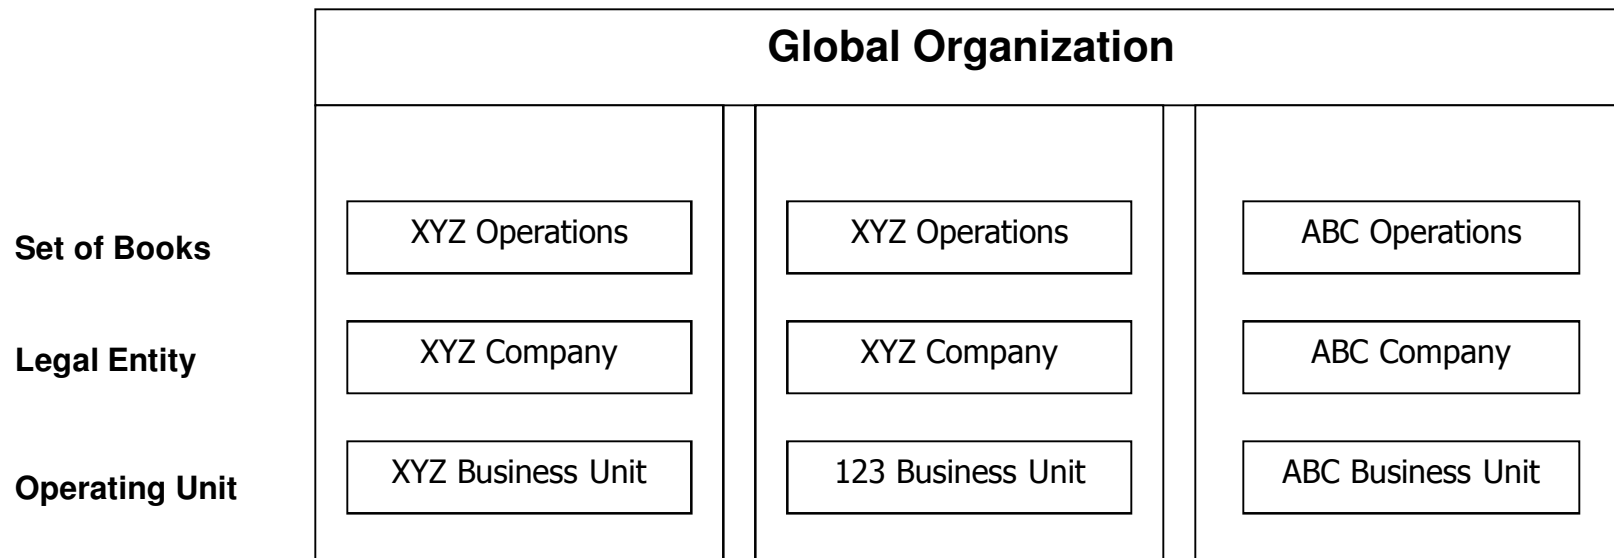 Global Organization
Set of Books
XYZ Operations
XYZ Operations
ABC Operations
Legal Entity
XYZ Company
XYZ Company
ABC Company
Operating Unit
XYZ Business Unit
123 Business Unit
ABC Business Unit